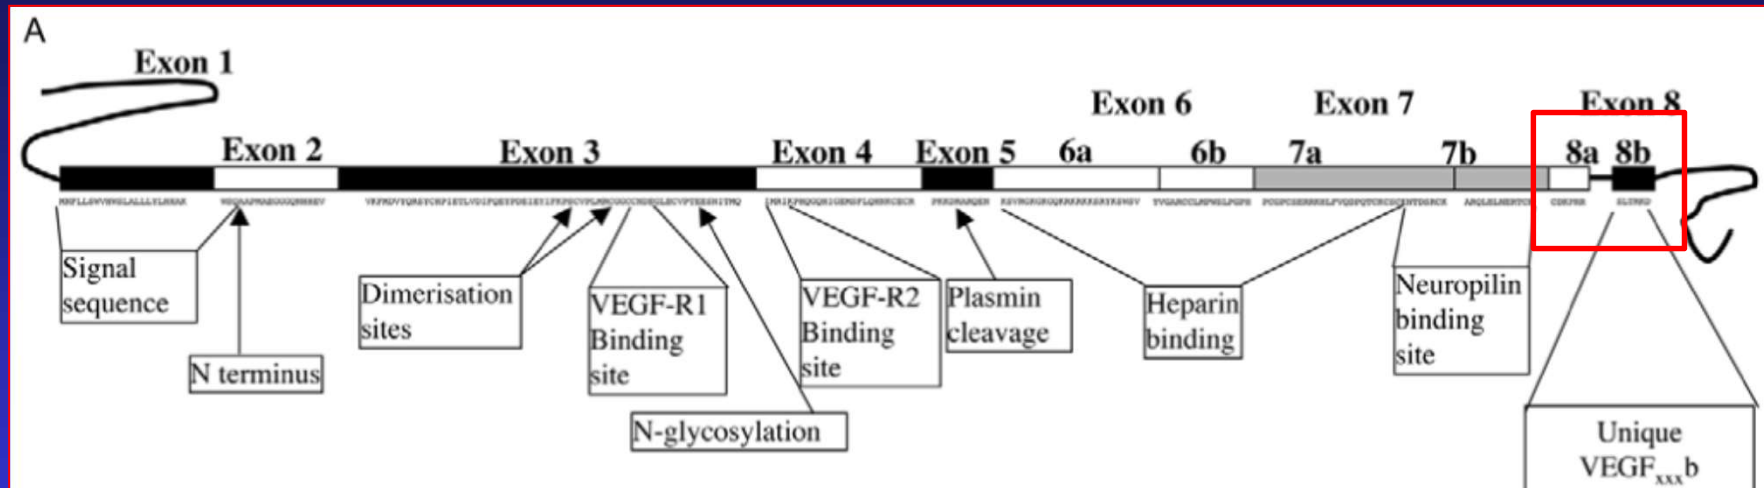 A
Exon 1
Exon 6 Exon 7 Exon 8
Exon 2 Exon 3 Exon 4 Exon 5 6a 6b 7a 7b 8a 8b
Signal
sequence
N terminus
Dimerisation
sites
VEGF-R1
Binding
site
N-glycosylation
VEGF-R2
Binding
site
Plasmin
cleavage
Heparin
binding
Neuropilin
binding
site
Unique
VEGFxxxb